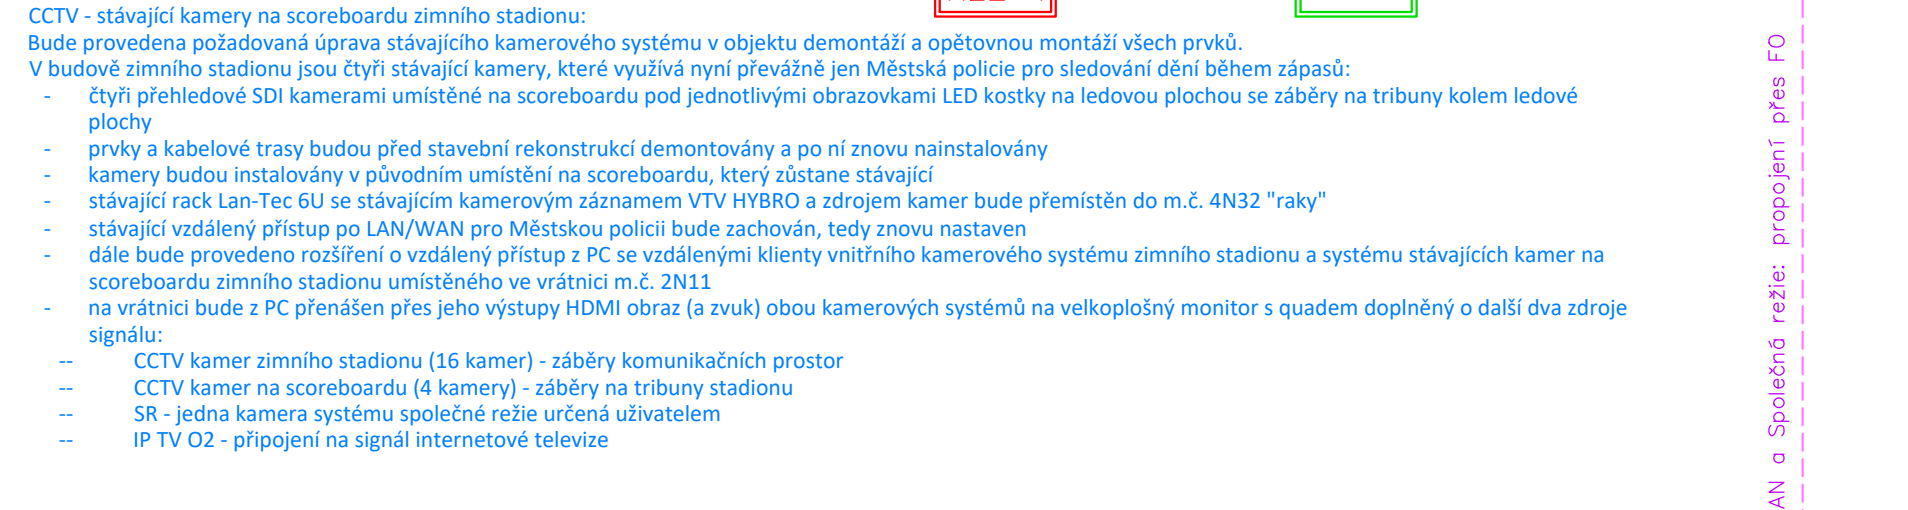 CCTV - stávající kamery na scoreboardu zimního stadionu:
Bude provedena požadovaná úprava stávajícího kamerového systému v objektu demontáží a opětovnou montáží všech prvků.
V budově zimního stadionu jsou čtyři stávající kamery, které využívá nyní převážně jen Městská policie pro sledování dění během zápasů:
- čtyři přehledové SDI kamerami umístěné na scoreboardu pod jednotlivými obrazovkami LED kostky na ledovou plochou se záběry na tribuny kolem ledové
plochy
- prvky a kabelové trasy budou před stavební rekonstrukcí demontovány a po ní znovu nainstalovány
- kamery budou instalovány v původním umístění na scoreboardu, který zůstane stávající
- stávající rack Lan-Tec 6U se stávajícím kamerovým záznamem VTV HYBRO a zdrojem kamer bude přemístěn do m.č. 4N32 "raky"
- stávající vzdálený přístup po LAN/WAN pro Městskou policii bude zachován, tedy znovu nastaven
- dále bude provedeno rozšíření o vzdálený přístup z PC se vzdálenými klienty vnitřního kamerového systému zimního stadionu a systému stávajících kamer na
scoreboardu zimního stadionu umístěného ve vrátnici m.č. 2N11
- na vrátnici bude z PC přenášen přes jeho výstupy HDMI obraz (a zvuk) obou kamerových systémů na velkoplošný monitor s quadem doplněný o další dva zdroje
signálu:
-- CCTV kamer zimního stadionu (16 kamer) - záběry komunikačních prostor
-- CCTV kamer na scoreboardu (4 kamery) - záběry na tribuny stadionu
-- SR - jedna kamera systému společné režie určená uživatelem
-- IP TV O2 - připojení na signál internetové televize
AN a Společná režie: propojení přes FO